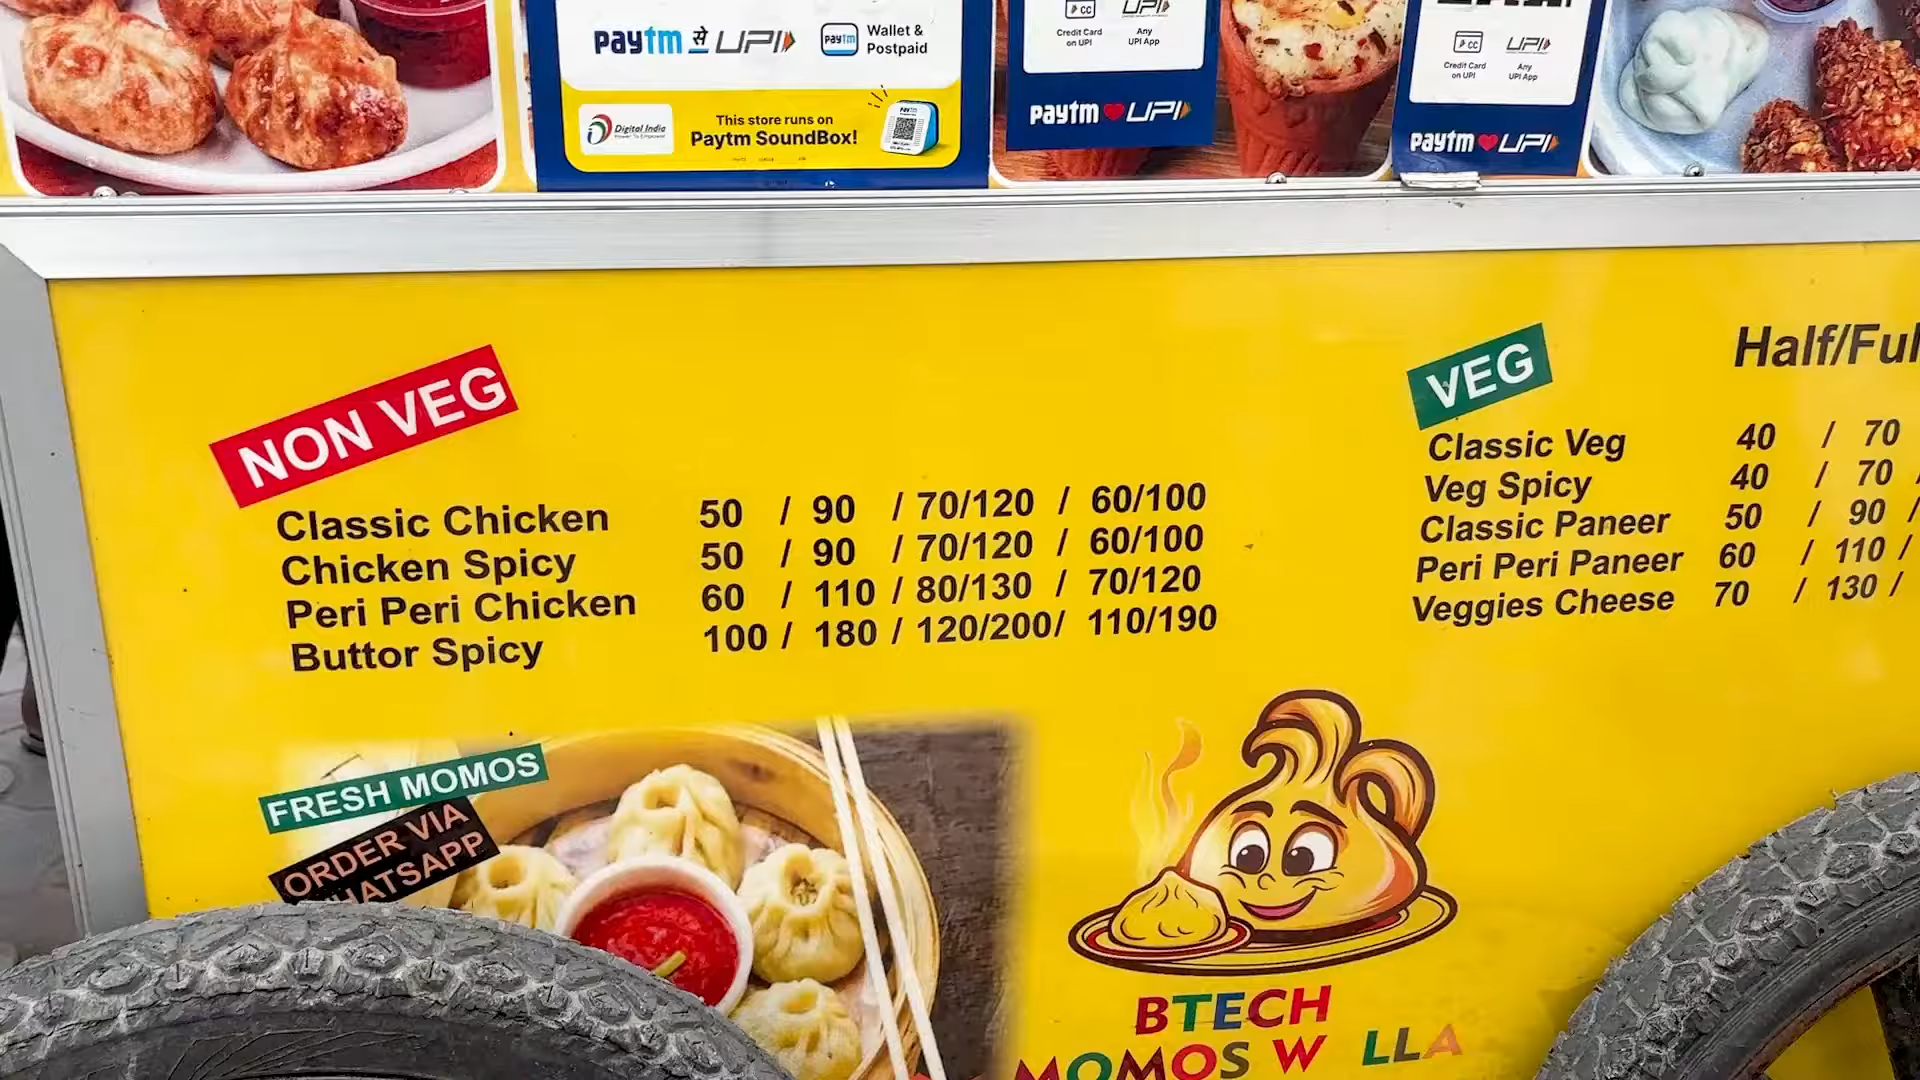 paytm से UPI
paytm Wallet & Postpaid
Digital India
Power To Empower
This store runs on
Paytm SoundBox!
CC UPI
Credit Card on UPI
Any UPI App
paytm UPI
CC UPI
Credit Card on UPI
Any UPI App
paytm UPI
NON VEG
Classic Chicken 50 / 90 / 70/120 / 60/100
Chicken Spicy 50 / 90 / 70/120 / 60/100
Peri Peri Chicken 60 / 110 / 80/130 / 70/120
Buttor Spicy 100 / 180 / 120/200/ 110/190
VEG
Half/Ful
Classic Veg 40 / 70
Veg Spicy 40 / 70
Classic Paneer 50 / 90 /
Peri Peri Paneer 60 / 110 /
Veggies Cheese 70 / 130 /
FRESH MOMOS
ORDER VIA
HATSAPP
BTECH
MOMOS W LLA